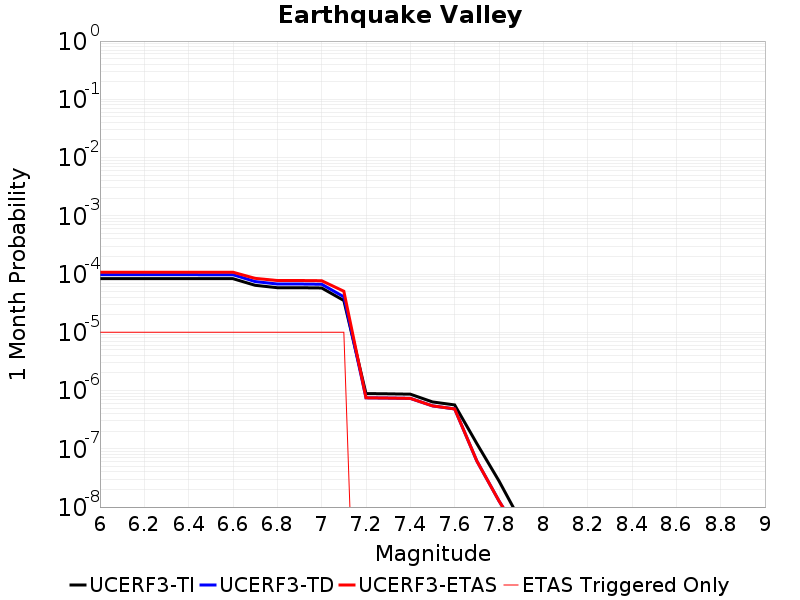 Earthquake Valley
1 Month Probability
10^0
10^-1
10^-2
10^-3
10^-4
10^-5
10^-6
10^-7
10^-8
6 6.2 6.4 6.6 6.8 7 7.2 7.4 7.6 7.8 8 8.2 8.4 8.6 8.8 9
Magnitude
UCERF3-TI UCERF3-TD UCERF3-ETAS ETAS Triggered Only